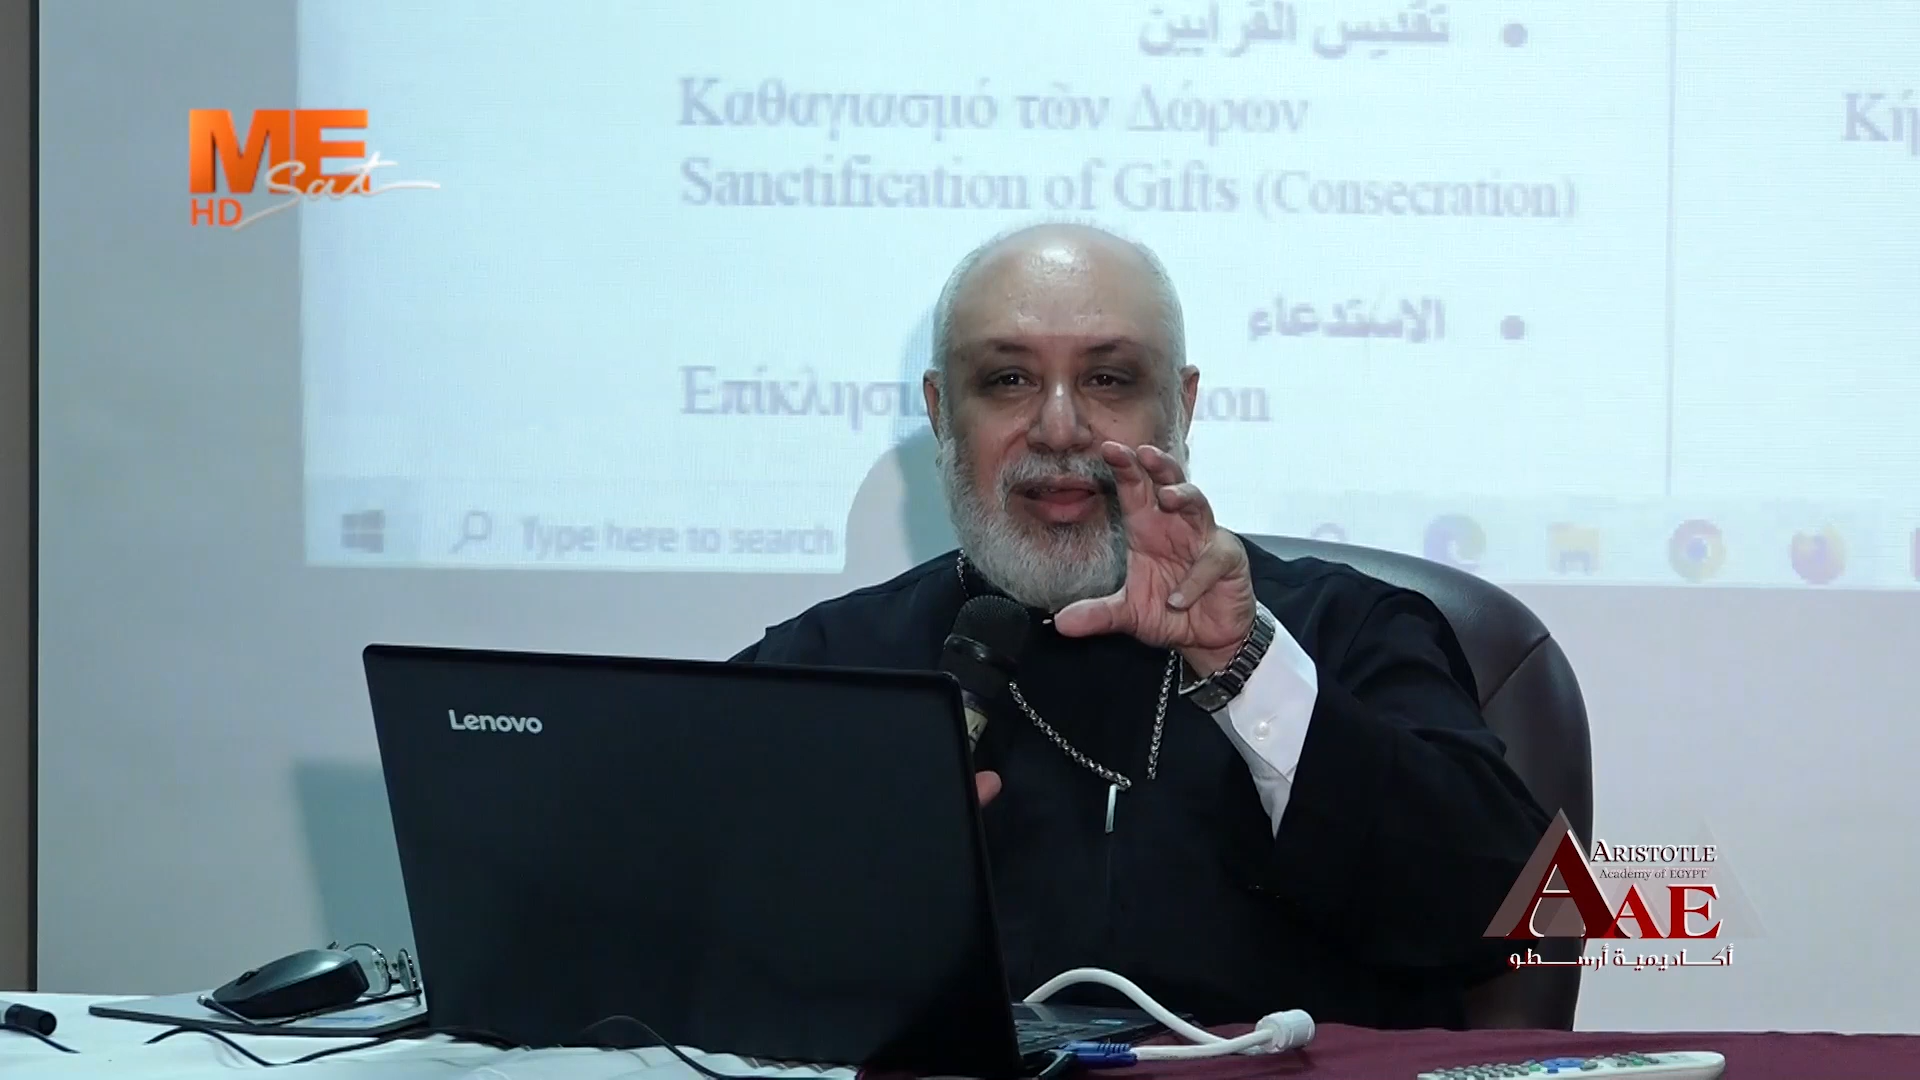 تقديس القرابين
Καθαγιασμό τῶν Δώρων
Sanctification of Gifts (Consecration)
الاستدعاء
Type here to search
ME
Sat
HD
Lenovo
ARISTOTLE
Academy of EGYPT
AAE
أكاديمية أرسطو